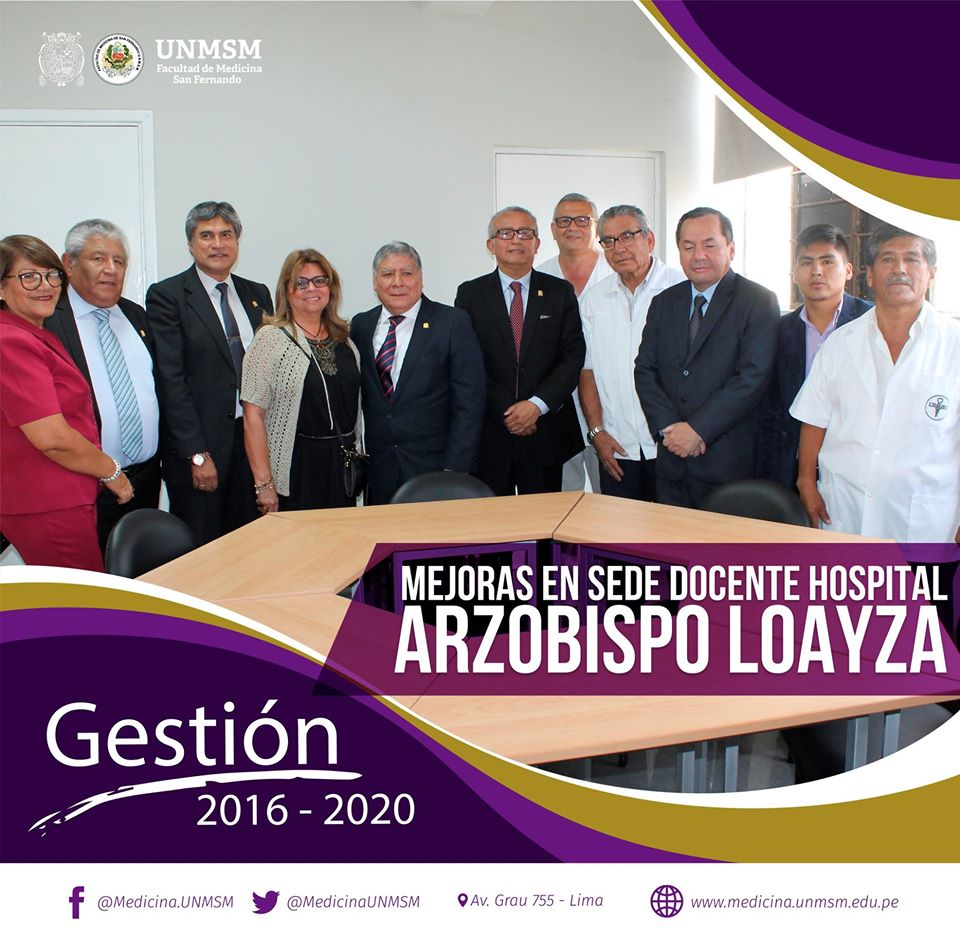 UNMSM
Facultad de Medicina
San Fernando
MEJORAS EN SEDE DOCENTE HOSPITAL
ARZOBISPO LOAYZA
Gestión
2016 - 2020
@Medicina.UNMSM
@MedicinaUNMSM
Av. Grau 755 - Lima
www.medicina.unmsm.edu.pe